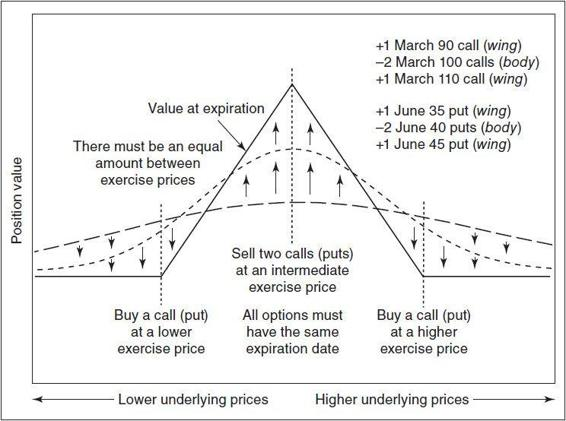 +1 March 90 call (wing)
–2 March 100 calls (body)
+1 March 110 call (wing)
+1 June 35 put (wing)
–2 June 40 puts (body)
+1 June 45 put (wing)
Value at expiration
There must be an equal
amount between
exercise prices
Position value
Sell two calls (puts)
at an intermediate
exercise price
Buy a call (put)
at a lower
exercise price
All options must
have the same
expiration date
Buy a call (put)
at a higher
exercise price
Lower underlying prices
Higher underlying prices